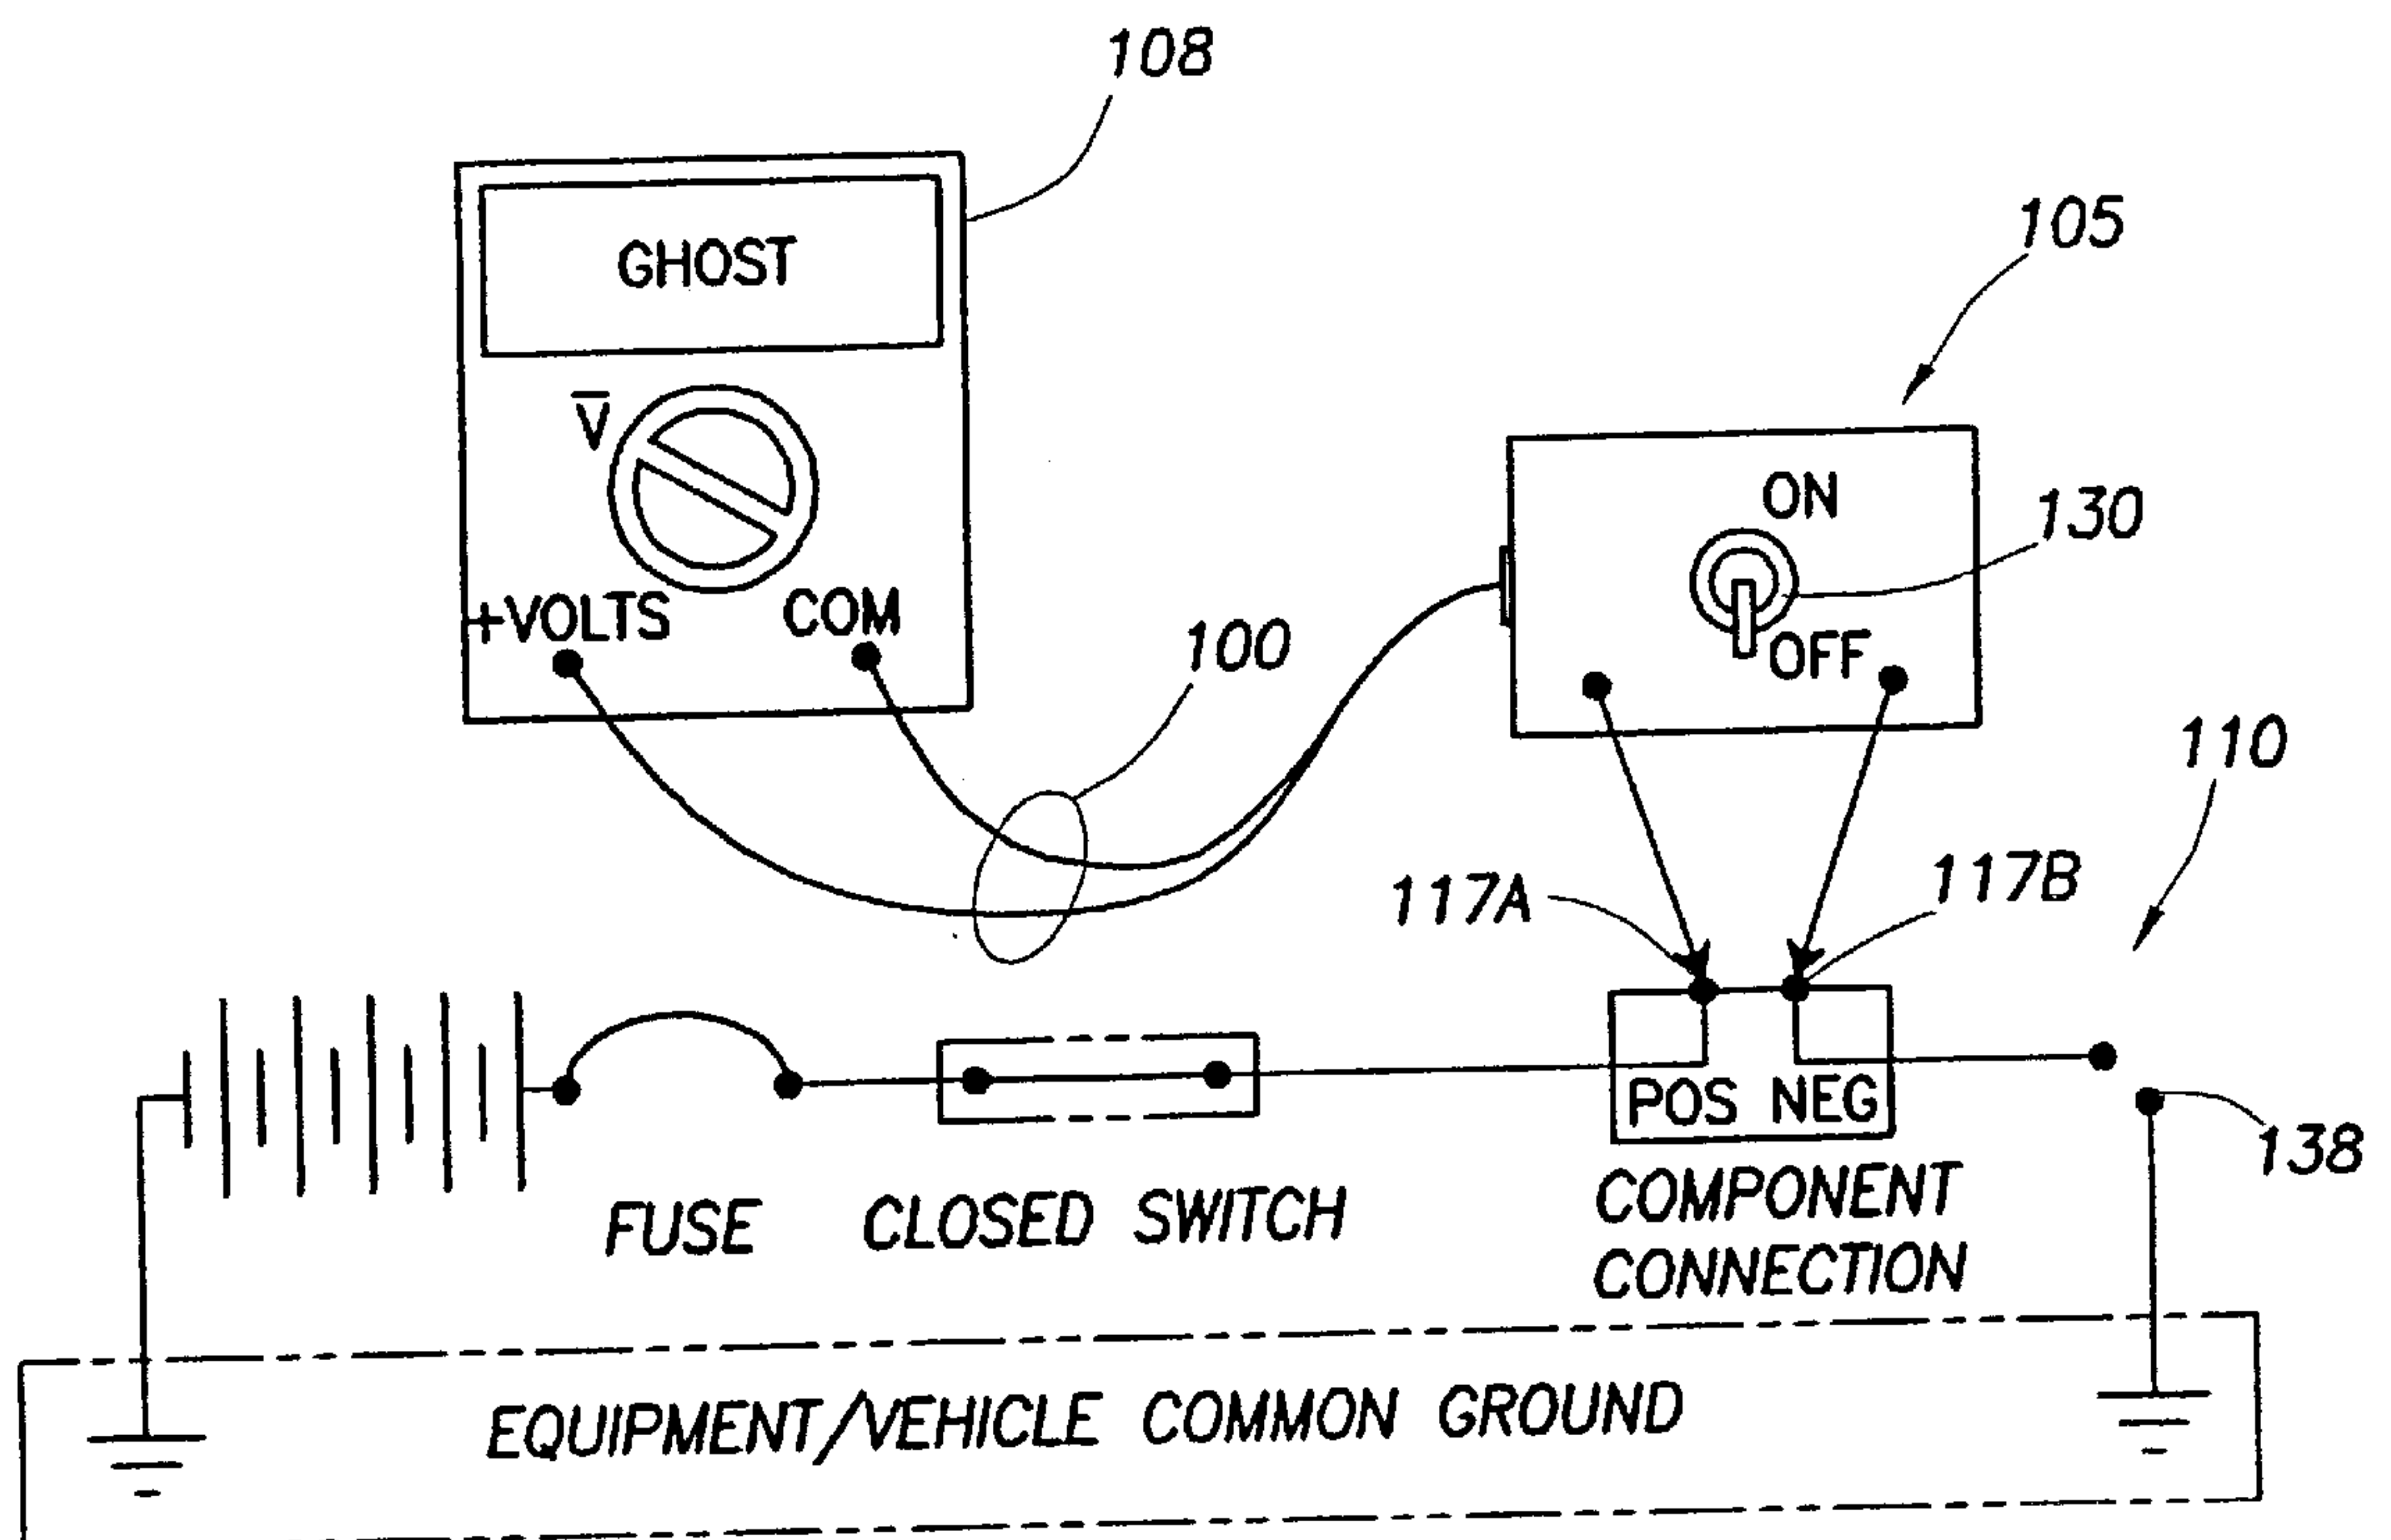 108
GHOST
105
V
ON
130
+VOLTS
COM
OFF
100
110
117A
117B
POS NEG
138
FUSE
CLOSED SWITCH
COMPONENT
CONNECTION
EQUIPMENT/VEHICLE COMMON GROUND